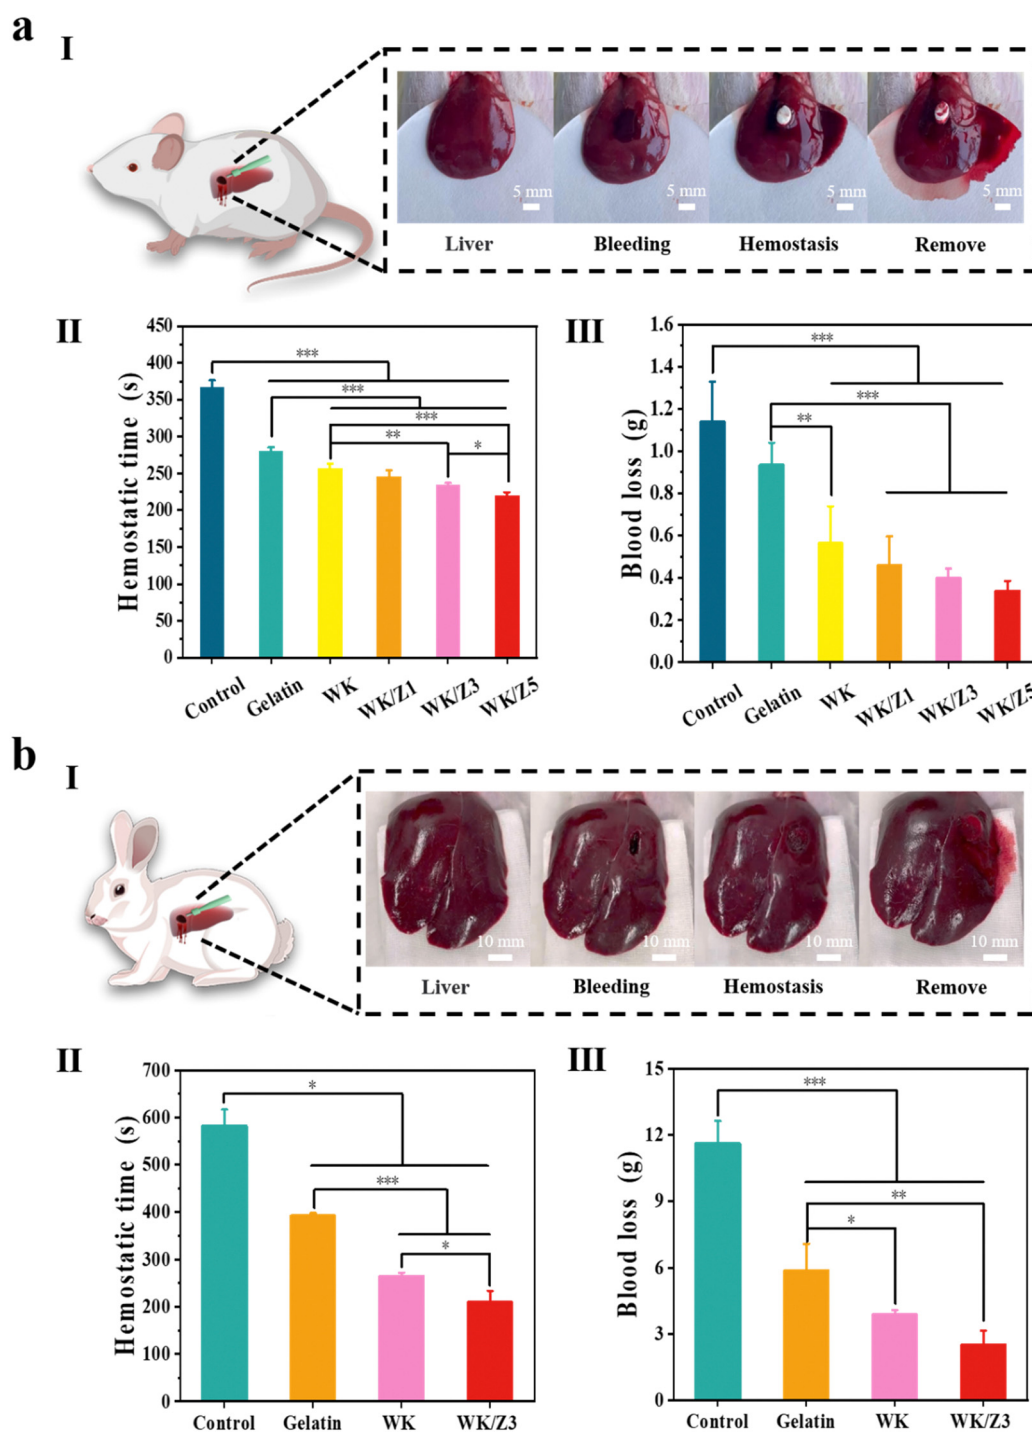 a
I
5 mm 5 mm 5 mm 5 mm
Liver Bleeding Hemostasis Remove
II
Hemostatic time (s)
450
400
350
300
250
200
150
100
50
0
***
***
***
**
*
Control Gelatin WK WK/Z1 WK/Z3 WK/Z5
III
Blood loss (g)
1.6
1.4
1.2
1.0
0.8
0.6
0.4
0.2
0.0
***
***
**
Control Gelatin WK WK/Z1 WK/Z3 WK/Z5
b
I
10 mm 10 mm 10 mm 10 mm
Liver Bleeding Hemostasis Remove
II
Hemostatic time (s)
700
600
500
400
300
200
100
0
*
***
*
Control Gelatin WK WK/Z3
III
Blood loss (g)
15
12
9
6
3
0
***
**
*
Control Gelatin WK WK/Z3